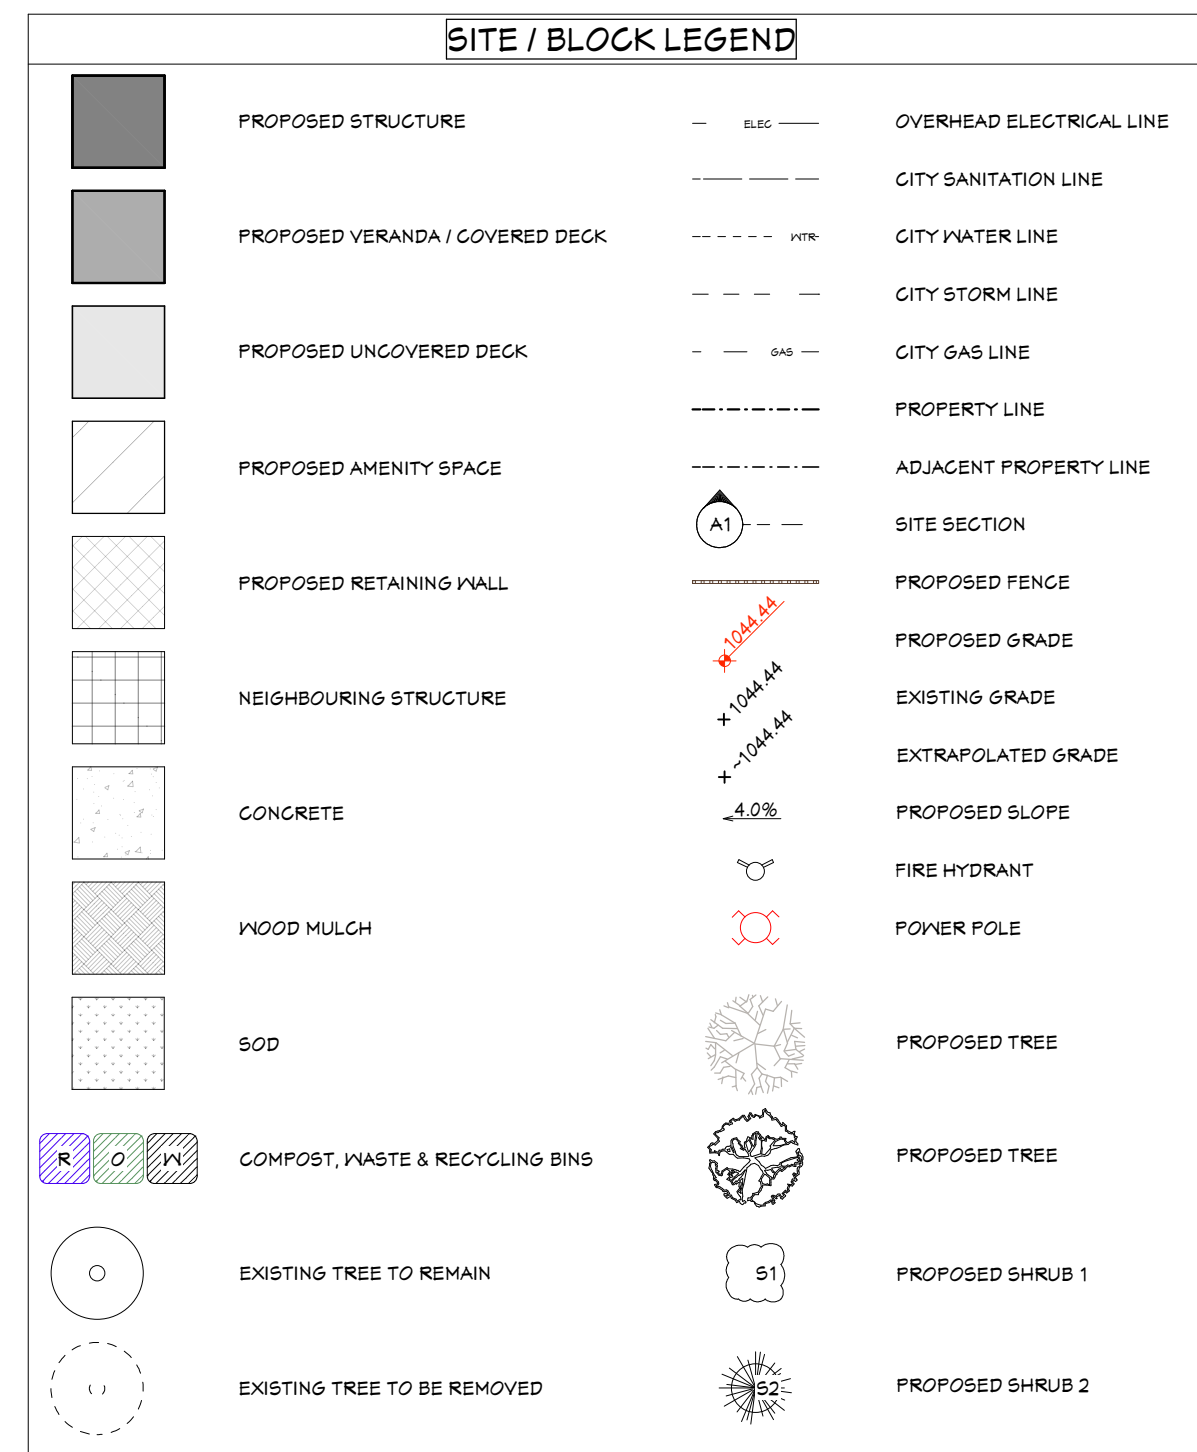 SITE / BLOCK LEGEND
PROPOSED STRUCTURE
PROPOSED VERANDA / COVERED DECK
PROPOSED UNCOVERED DECK
PROPOSED AMENITY SPACE
PROPOSED RETAINING WALL
NEIGHBOURING STRUCTURE
CONCRETE
WOOD MULCH
SOD
R O W COMPOST, WASTE & RECYCLING BINS
EXISTING TREE TO REMAIN
EXISTING TREE TO BE REMOVED
ELEC OVERHEAD ELECTRICAL LINE
CITY SANITATION LINE
WTR CITY WATER LINE
CITY STORM LINE
GAS CITY GAS LINE
PROPERTY LINE
ADJACENT PROPERTY LINE
A1 SITE SECTION
PROPOSED FENCE
1044.44 PROPOSED GRADE
1044.44 EXISTING GRADE
~1044.44 EXTRAPOLATED GRADE
4.0% PROPOSED SLOPE
FIRE HYDRANT
POWER POLE
PROPOSED TREE
PROPOSED TREE
S1 PROPOSED SHRUB 1
S2 PROPOSED SHRUB 2